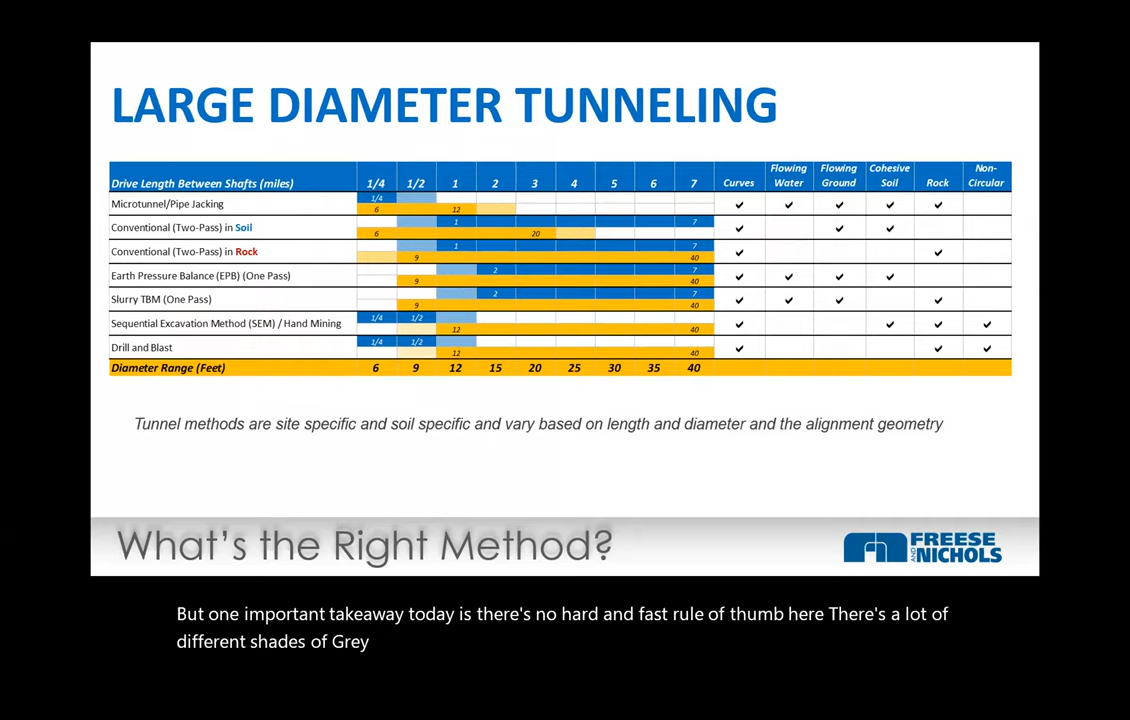 LARGE DIAMETER TUNNELING
Drive Length Between Shafts (miles) 1/4 1/2 1 2 3 4 5 6 7 Curves Flowing Water Flowing Ground Cohesive Soil Rock Non-Circular
Microtunnel/Pipe Jacking 1/4 ✓ ✓ ✓ ✓ ✓
6 12
Conventional (Two-Pass) in Soil 1 7 ✓ ✓ ✓
6 20
Conventional (Two-Pass) in Rock 1 7 ✓ ✓
9 40
Earth Pressure Balance (EPB) (One Pass) 2 7 ✓ ✓ ✓ ✓
9 40
Slurry TBM (One Pass) 2 7 ✓ ✓ ✓ ✓
9 40
Sequential Excavation Method (SEM) / Hand Mining 1/4 1/2 ✓ ✓ ✓ ✓
12 40
Drill and Blast 1/4 1/2 ✓ ✓ ✓
12 40
Diameter Range (Feet) 6 9 12 15 20 25 30 35 40
Tunnel methods are site specific and soil specific and vary based on length and diameter and the alignment geometry
What's the Right Method?
FREESE
AND NICHOLS
But one important takeaway today is there's no hard and fast rule of thumb here There's a lot of
different shades of Grey